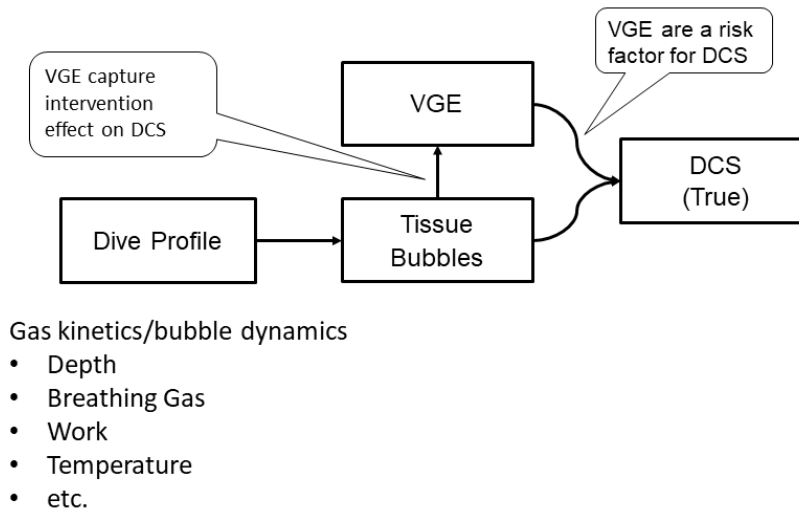 VGE are a risk
factor for DCS
VGE capture
intervention
effect on DCS
VGE
DCS
(True)
Dive Profile
Tissue
Bubbles
Gas kinetics/bubble dynamics
• Depth
• Breathing Gas
• Work
• Temperature
• etc.